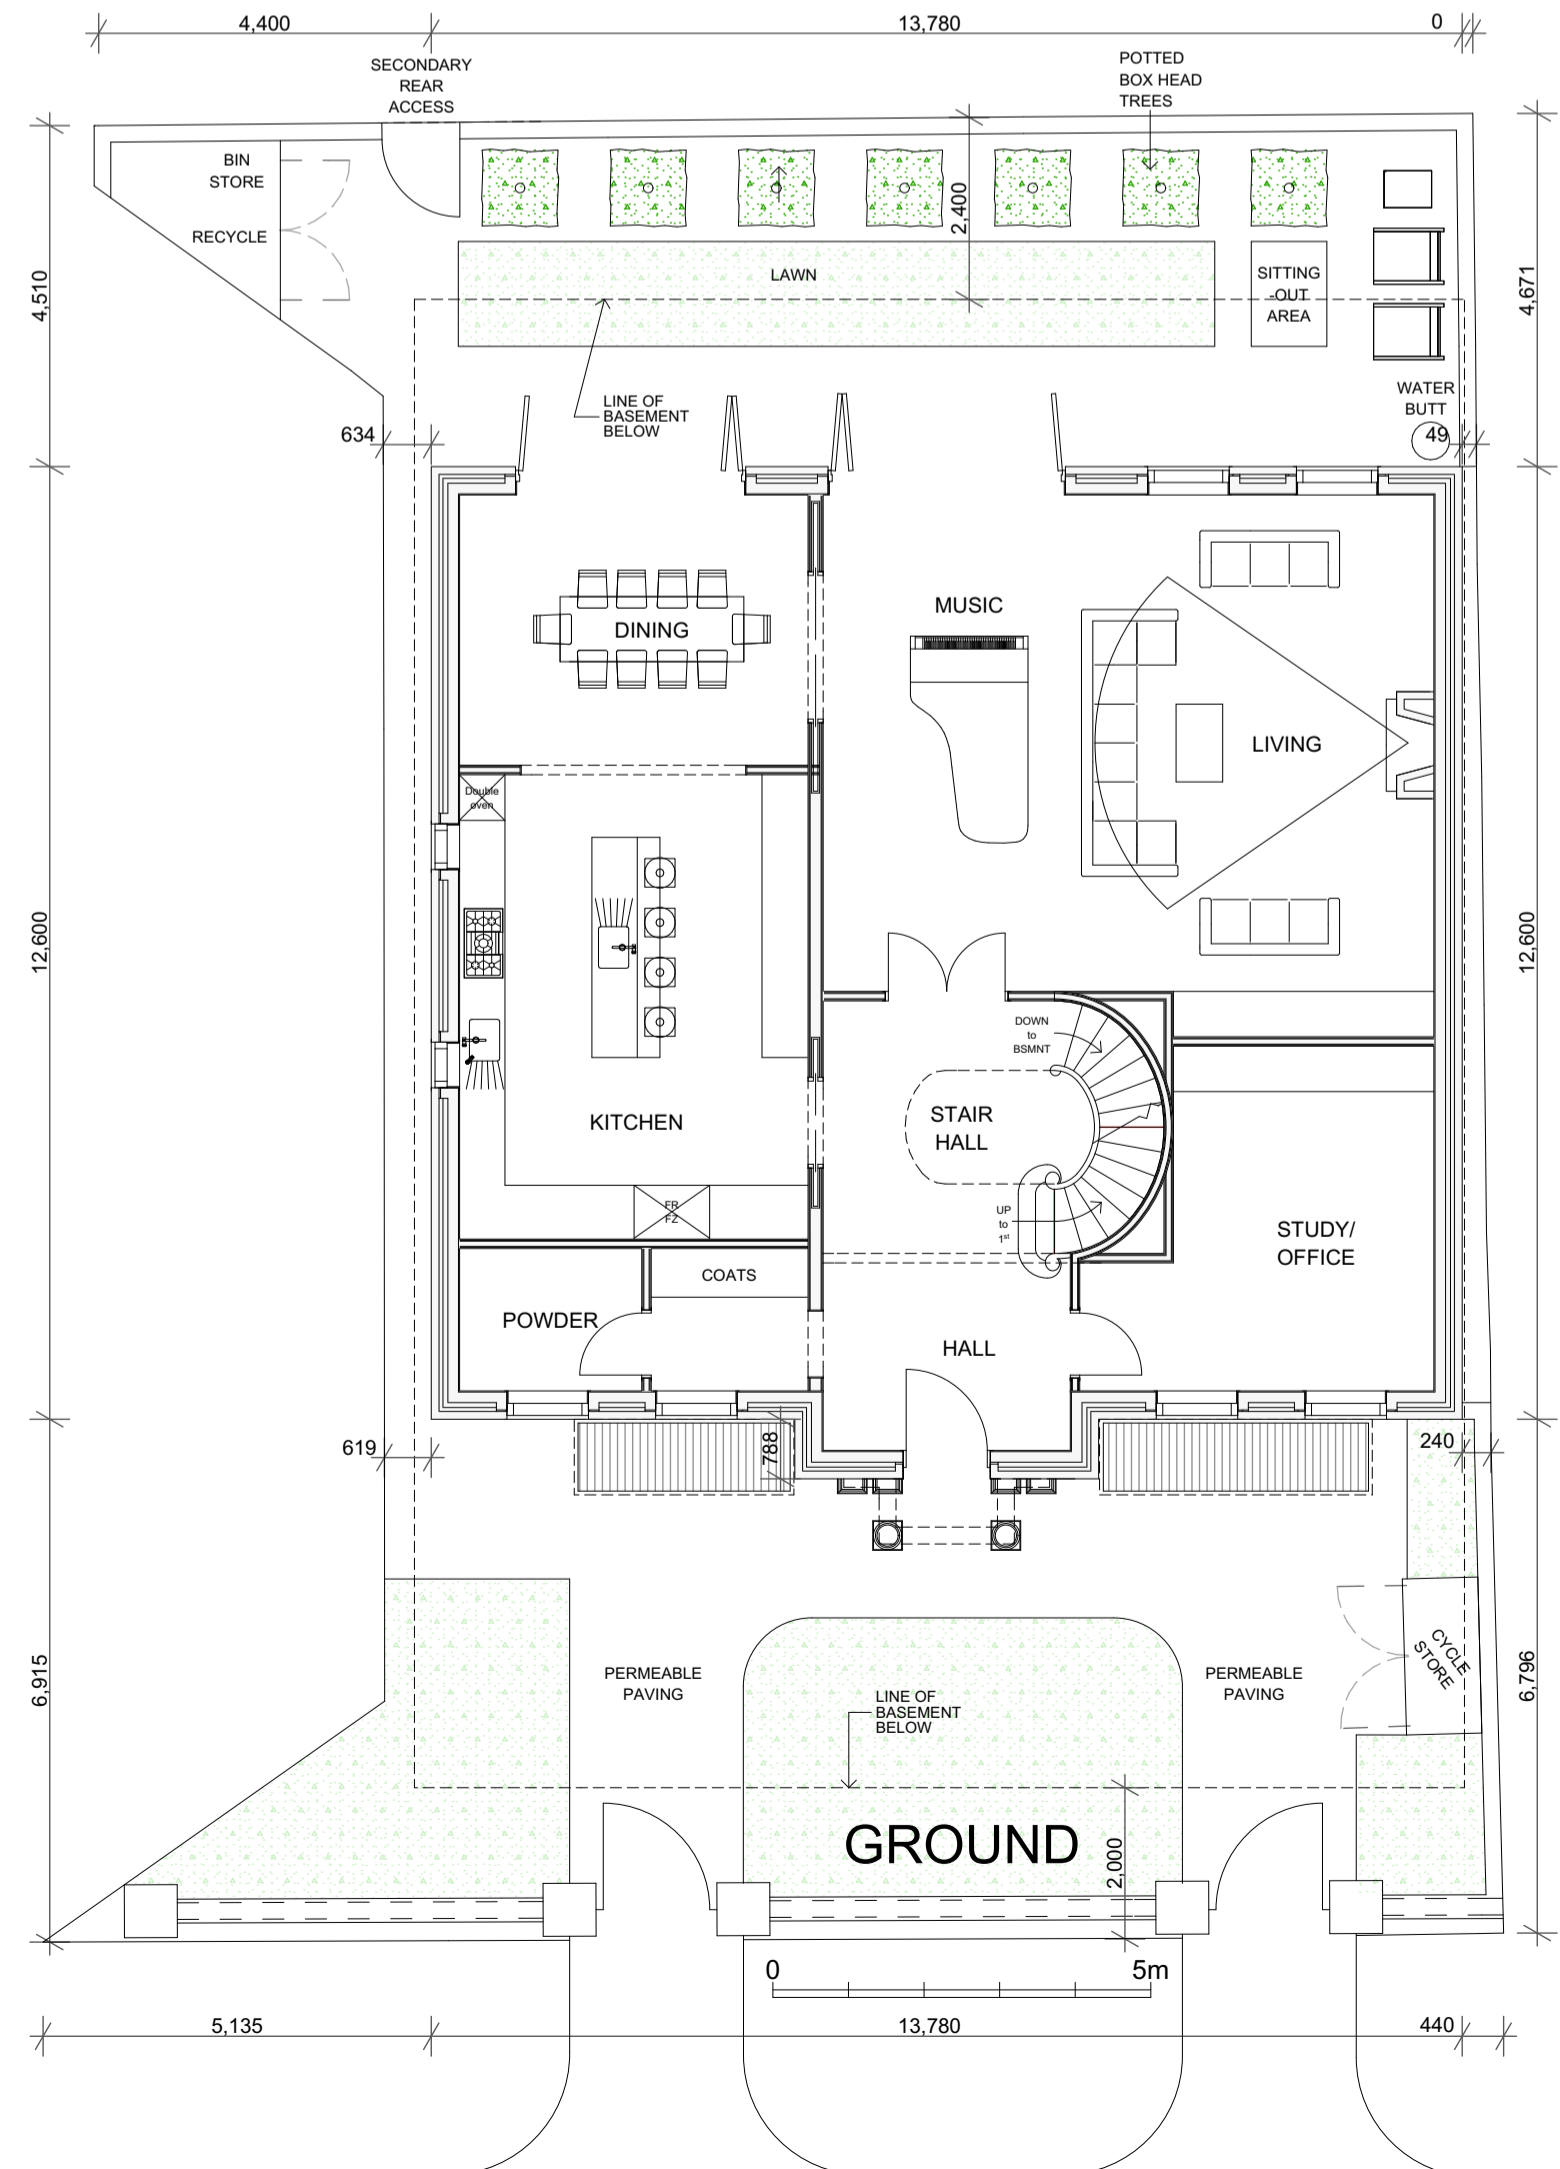 4,400
13,780
0
SECONDARY
REAR
ACCESS
POTTED
BOX HEAD
TREES
BIN
STORE
RECYCLE
2,400
4,510
4,671
LAWN
SITTING
-OUT
AREA
LINE OF
BASEMENT
BELOW
WATER
BUTT
634
49
MUSIC
DINING
LIVING
Double
oven
12,600
12,600
DOWN
to
BSMNT
STAIR
HALL
KITCHEN
UP
to
1st
FR
FZ
STUDY/
OFFICE
COATS
POWDER
HALL
619
788
240
CYCLE
STORE
PERMEABLE
PAVING
PERMEABLE
PAVING
LINE OF
BASEMENT
BELOW
6,915
6,796
GROUND
2,000
0
5m
5,135
13,780
440